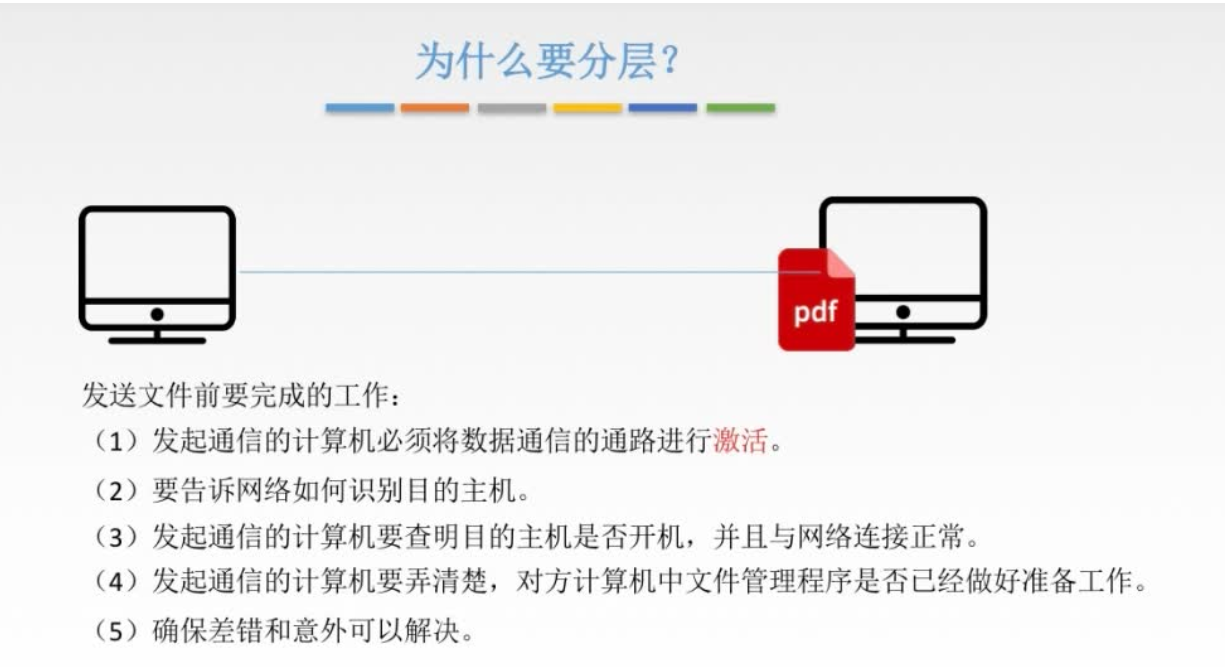 为什么要分层？
pdf
发送文件前要完成的工作：
（1）发起通信的计算机必须将数据通信的通路进行激活。
（2）要告诉网络如何识别目的主机。
（3）发起通信的计算机要查明目的主机是否开机，并且与网络连接正常。
（4）发起通信的计算机要弄清楚，对方计算机中文件管理程序是否已经做好准备工作。
（5）确保差错和意外可以解决。